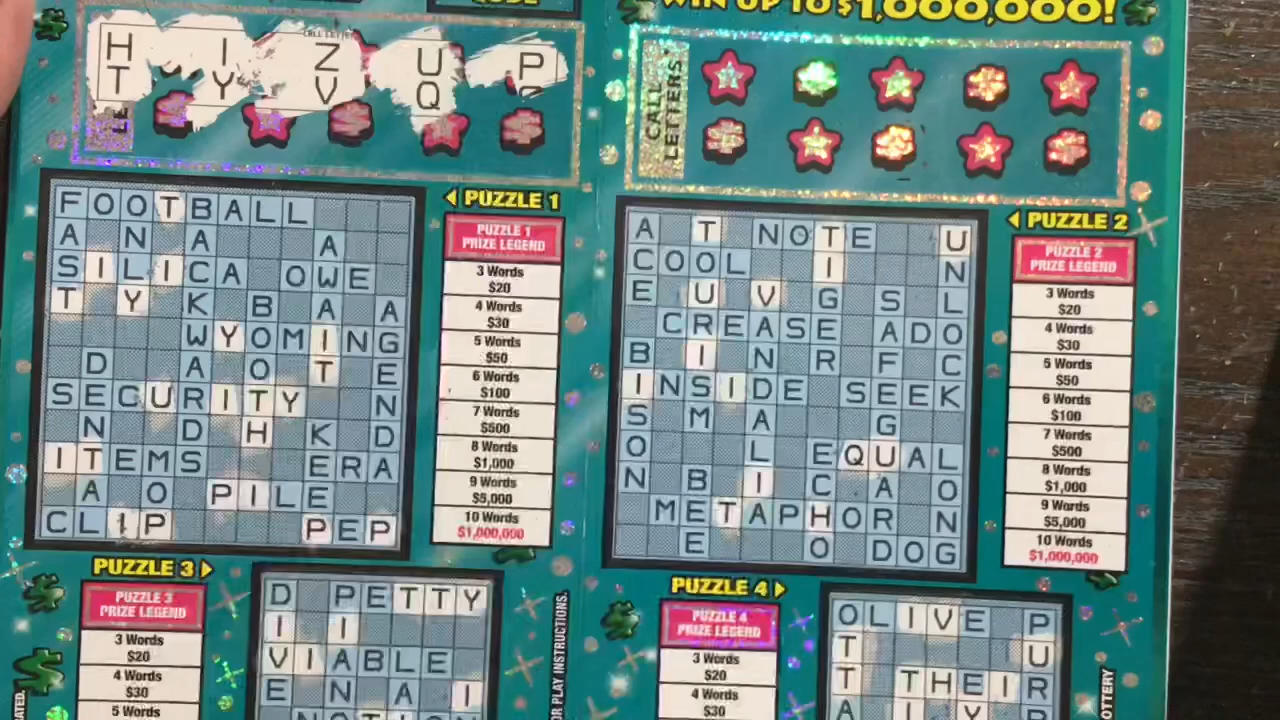 WIN UP TO $1,000,000!
H I Z U P
T Y V Q
CALL
LETTERS
PUZZLE 1
PUZZLE 1
PRIZE LEGEND
3 Words
$20
4 Words
$30
5 Words
$50
6 Words
$100
7 Words
$500
8 Words
$1,000
9 Words
$5,000
10 Words
$1,000,000
FOOTBALL
A N A A
SILICA OWE
T Y K B A A
WYOMING
D A O T E
SECURITY N
N D H K D
ITEMS ERA
A O PILE E
CLIP PEP
PUZZLE 2
PUZZLE 2
PRIZE LEGEND
3 Words
$20
4 Words
$30
5 Words
$50
6 Words
$100
7 Words
$500
8 Words
$1,000
9 Words
$5,000
10 Words
$1,000,000
A T NOTE U
COOL I N
E U V G S L
CREASE ADO
B I N R F C
INSIDE SEEK
S M A G
O L EQUAL
N B I C A O
METAPHOR N
E O DOG
PUZZLE 3
PUZZLE 3
PRIZE LEGEND
3 Words
$20
4 Words
$30
5 Words
D PETTY
I I
VIABLE
E N A I
NOTION
OR PLAY INSTRUCTIONS.
PUZZLE 4
PUZZLE 4
PRIZE LEGEND
3 Words
$20
4 Words
$30
OLIVE P
T U
T THEIR
A I Y